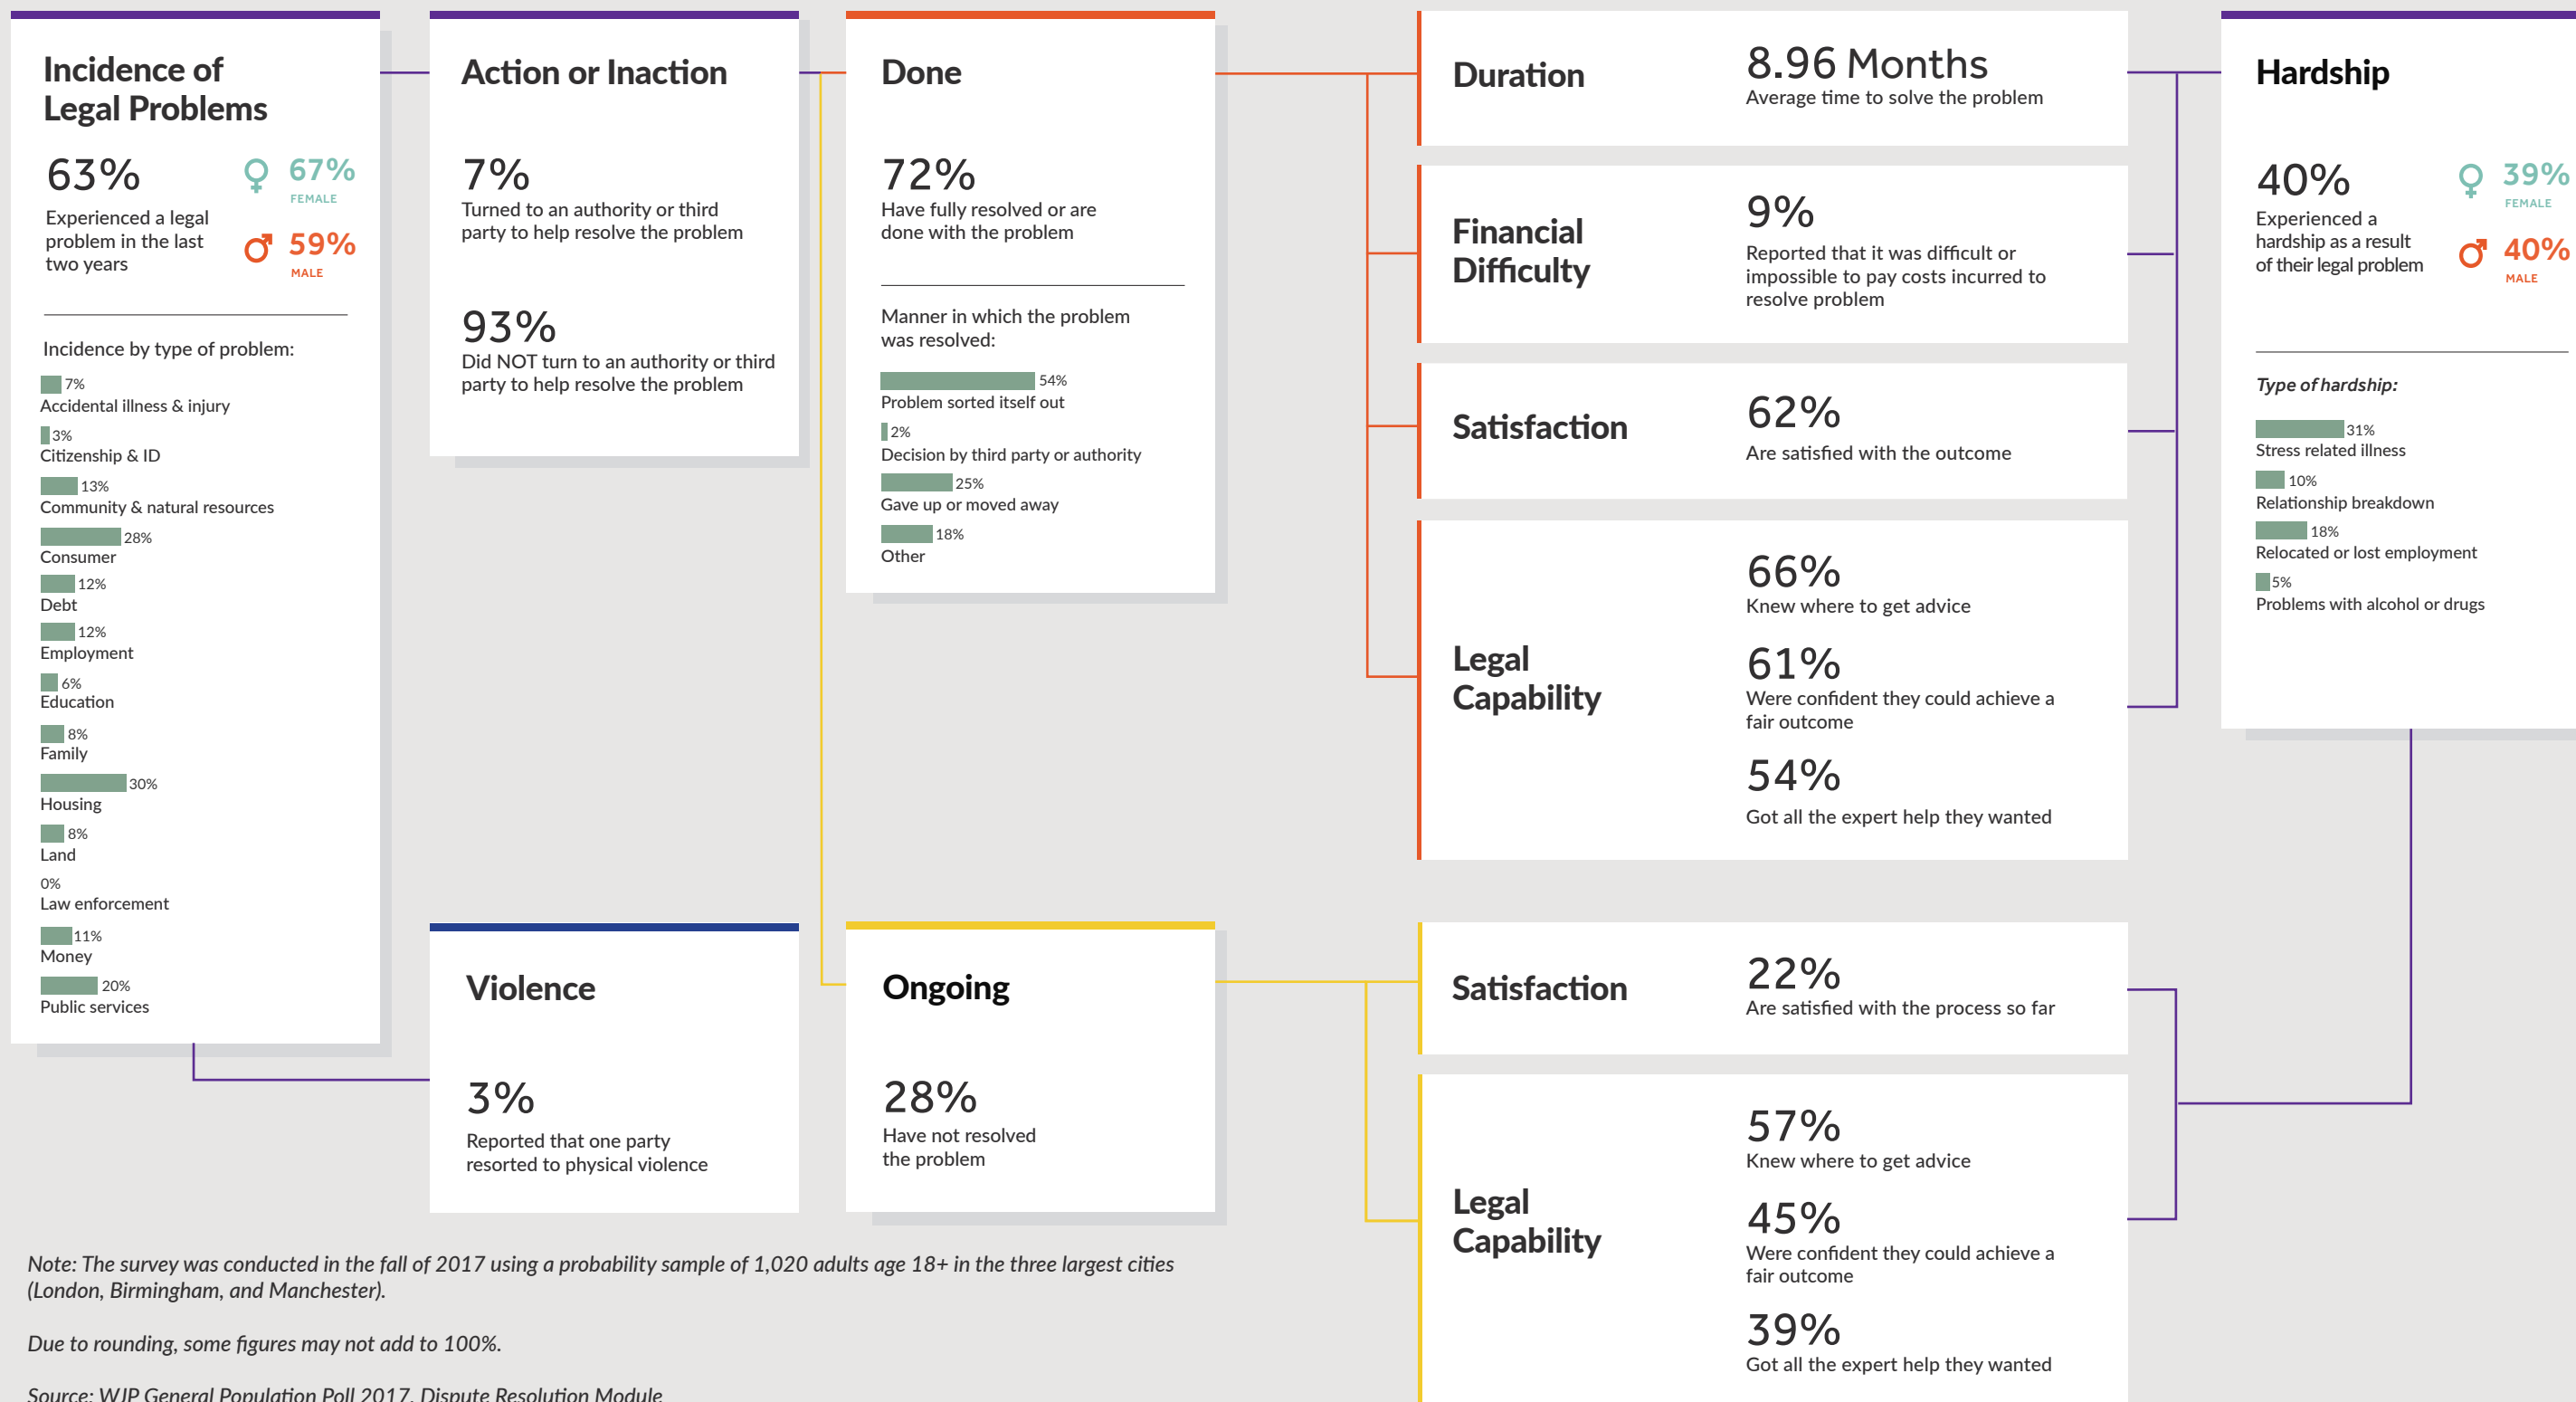 Incidence of
Legal Problems
63%
Experienced a legal
problem in the last
two years
67%
FEMALE
59%
MALE
Incidence by type of problem:
7%
Accidental illness & injury
3%
Citizenship & ID
13%
Community & natural resources
28%
Consumer
12%
Debt
12%
Employment
6%
Education
8%
Family
30%
Housing
8%
Land
0%
Law enforcement
11%
Money
20%
Public services
Action or Inaction
7%
Turned to an authority or third
party to help resolve the problem
93%
Did NOT turn to an authority or third
party to help resolve the problem
Violence
3%
Reported that one party
resorted to physical violence
Done
72%
Have fully resolved or are
done with the problem
Manner in which the problem
was resolved:
54%
Problem sorted itself out
2%
Decision by third party or authority
25%
Gave up or moved away
18%
Other
Ongoing
28%
Have not resolved
the problem
Duration
8.96 Months
Average time to solve the problem
Financial
Difficulty
9%
Reported that it was difficult or
impossible to pay costs incurred to
resolve problem
Satisfaction
62%
Are satisfied with the outcome
Legal
Capability
66%
Knew where to get advice
61%
Were confident they could achieve a
fair outcome
54%
Got all the expert help they wanted
Satisfaction
22%
Are satisfied with the process so far
Legal
Capability
57%
Knew where to get advice
45%
Were confident they could achieve a
fair outcome
39%
Got all the expert help they wanted
Hardship
40%
Experienced a
hardship as a result
of their legal problem
39%
FEMALE
40%
MALE
Type of hardship:
31%
Stress related illness
10%
Relationship breakdown
18%
Relocated or lost employment
5%
Problems with alcohol or drugs
Note: The survey was conducted in the fall of 2017 using a probability sample of 1,020 adults age 18+ in the three largest cities
(London, Birmingham, and Manchester).
Due to rounding, some figures may not add to 100%.
Source: WJP General Population Poll 2017, Dispute Resolution Module